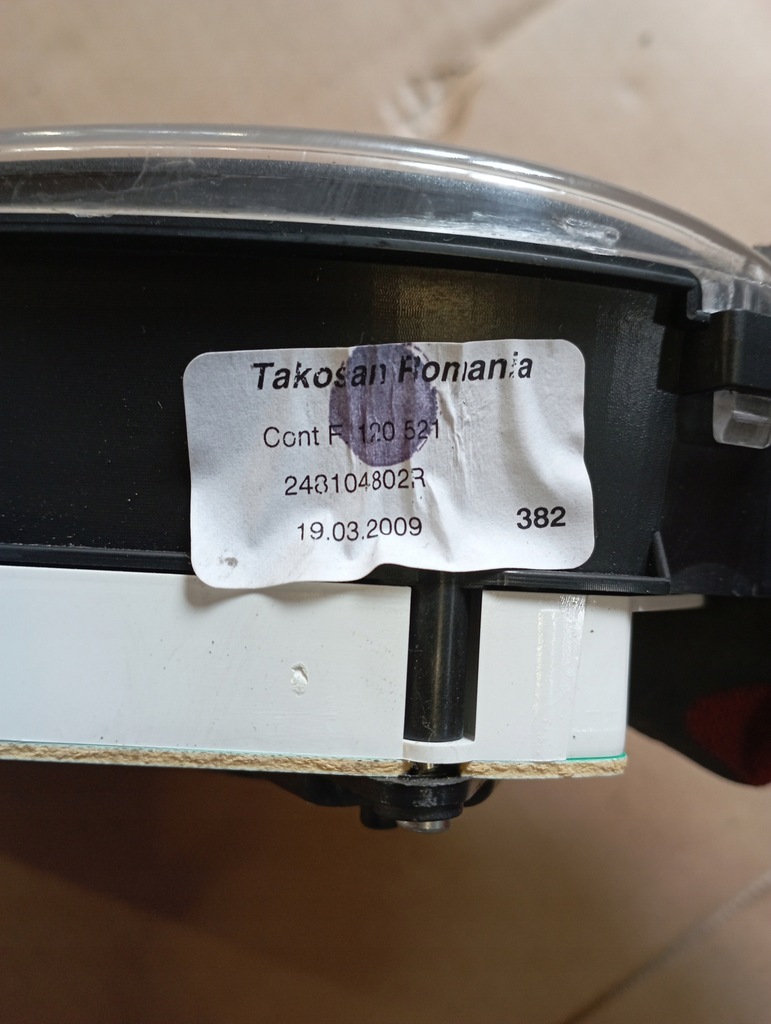 Takosan Romania
Cont F. 120 521
248104802R
19.03.2009
382